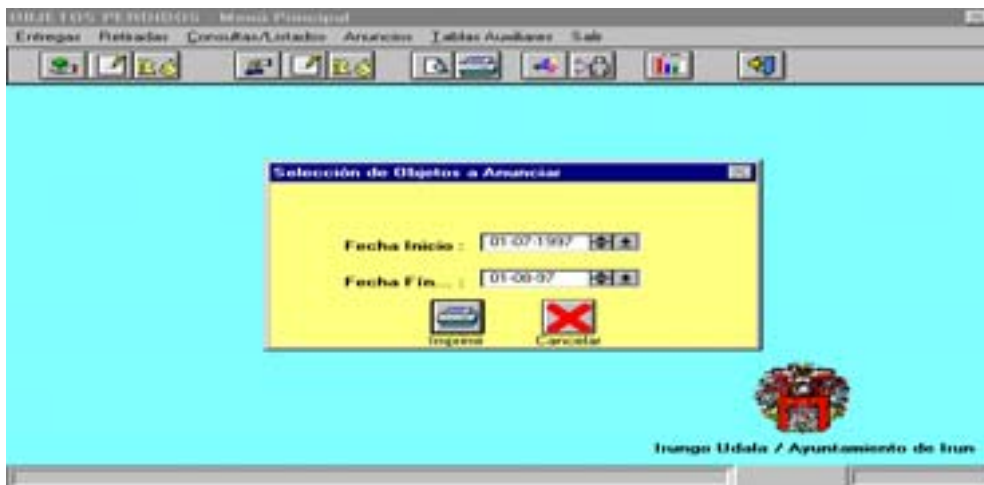 OBJETOS PERDIDOS - Menú Principal
Entregas Retiradas Consultas/Listados Anuncios Tablas Auxiliares Salir
Selección de Objetos a Anunciar
Fecha Inicio : 01-07-1997
Fecha Fín... : 01-08-97
Imprimir Cancelar
Irungo Udala / Ayuntamiento de Irun